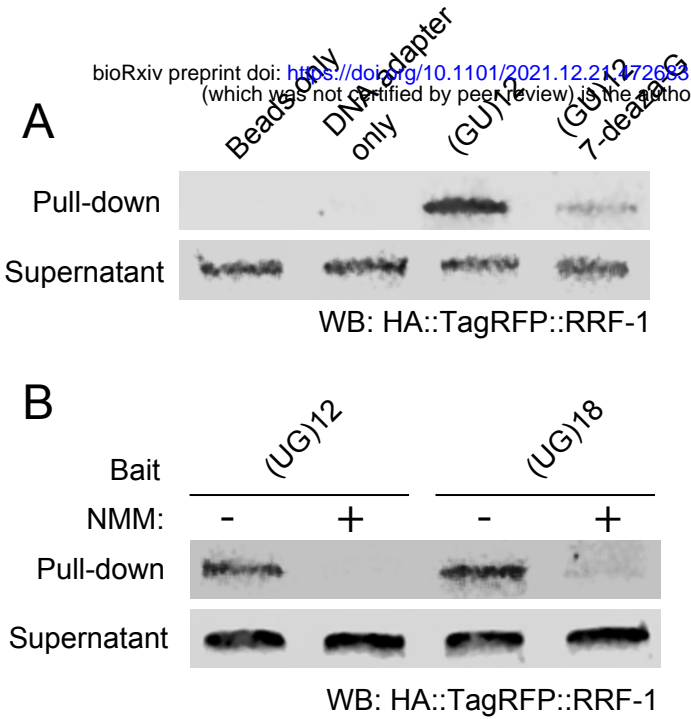 bioRxiv preprint doi: https://doi.org/10.1101/2021.12.21.472683
(which was not certified by peer review) is the autho
A
Beads only
DNA adapter
only
(GU)12
(GU)12
7-deaza-G
Pull-down
Supernatant
WB: HA::TagRFP::RRF-1
B
Bait
(UG)12
(UG)18
NMM: - + - +
Pull-down
Supernatant
WB: HA::TagRFP::RRF-1